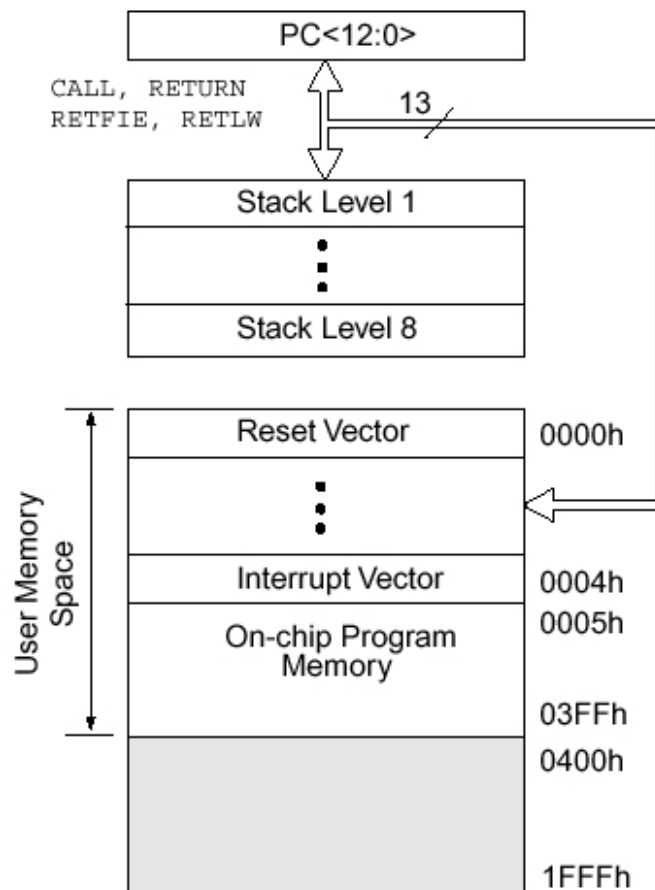 PC<12:0>
CALL, RETURN
RETFIE, RETLW
13
Stack Level 1
Stack Level 8
User Memory
Space
Reset Vector
0000h
Interrupt Vector
0004h
0005h
On-chip Program
Memory
03FFh
0400h
1FFFh